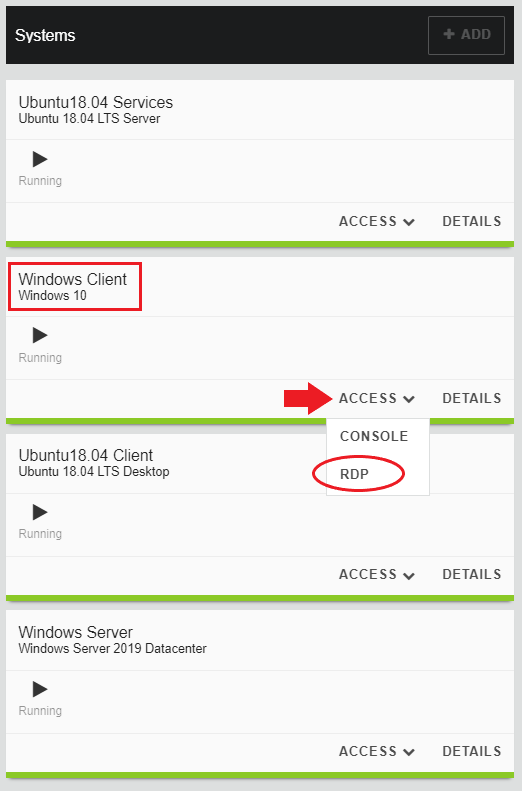 Systems
+ ADD
Ubuntu18.04 Services
Ubuntu 18.04 LTS Server
Running
ACCESS DETAILS
Windows Client
Windows 10
Running
ACCESS DETAILS
CONSOLE
RDP
Ubuntu18.04 Client
Ubuntu 18.04 LTS Desktop
Running
ACCESS DETAILS
Windows Server
Windows Server 2019 Datacenter
Running
ACCESS DETAILS